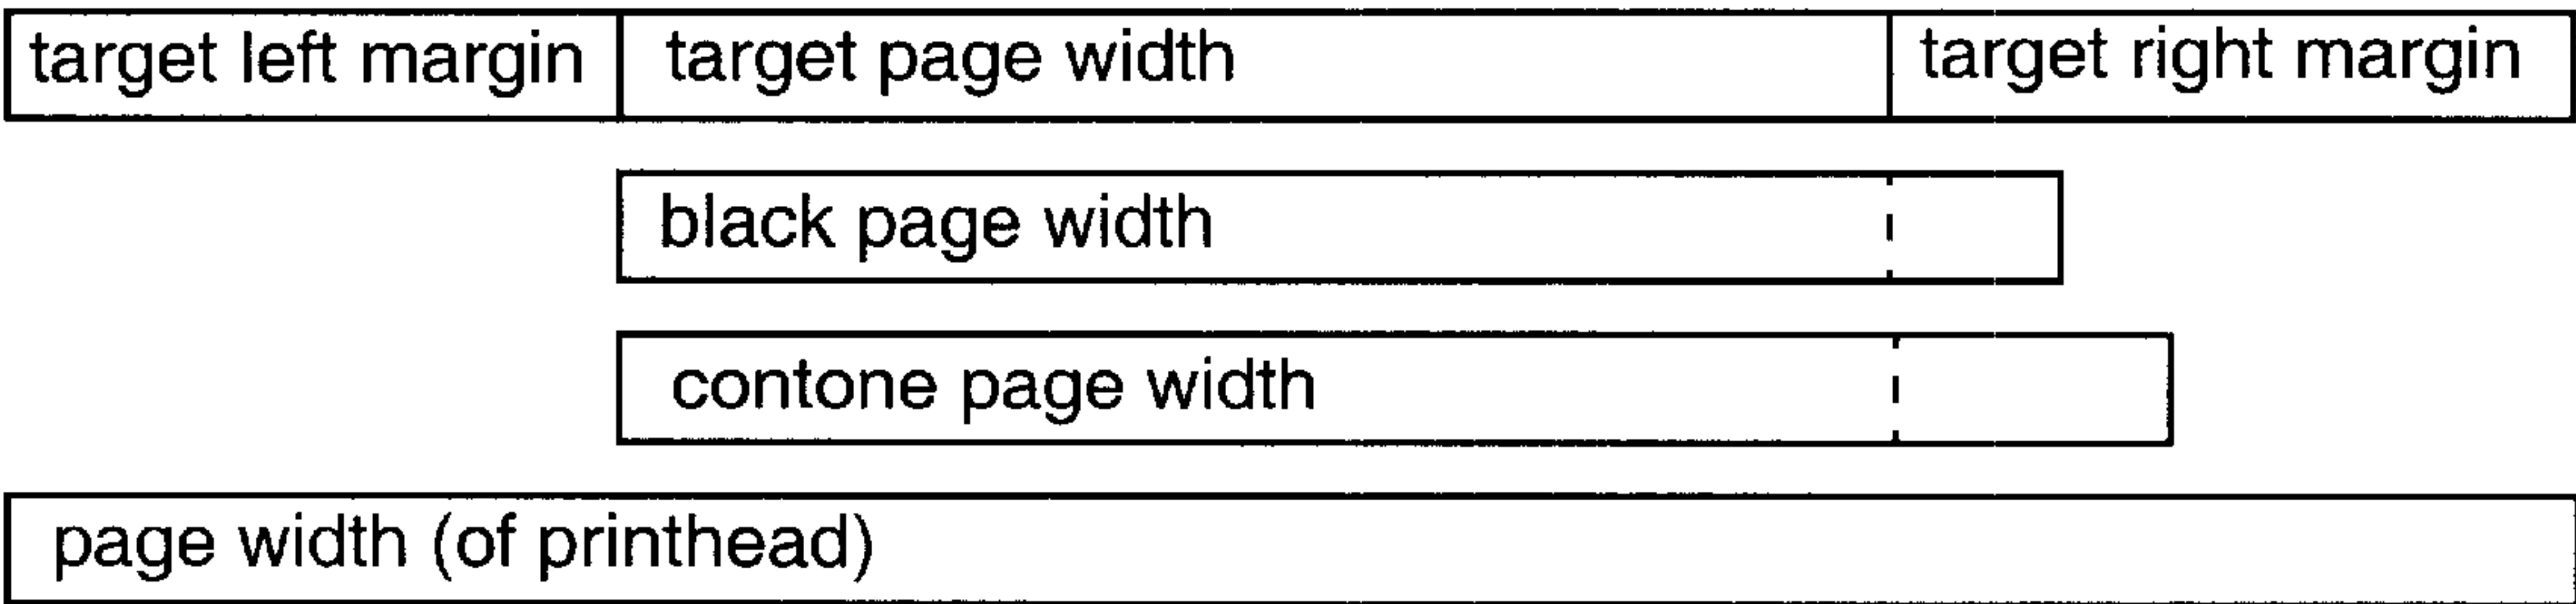 target left margin
target page width
target right margin
black page width
contone page width
page width (of printhead)